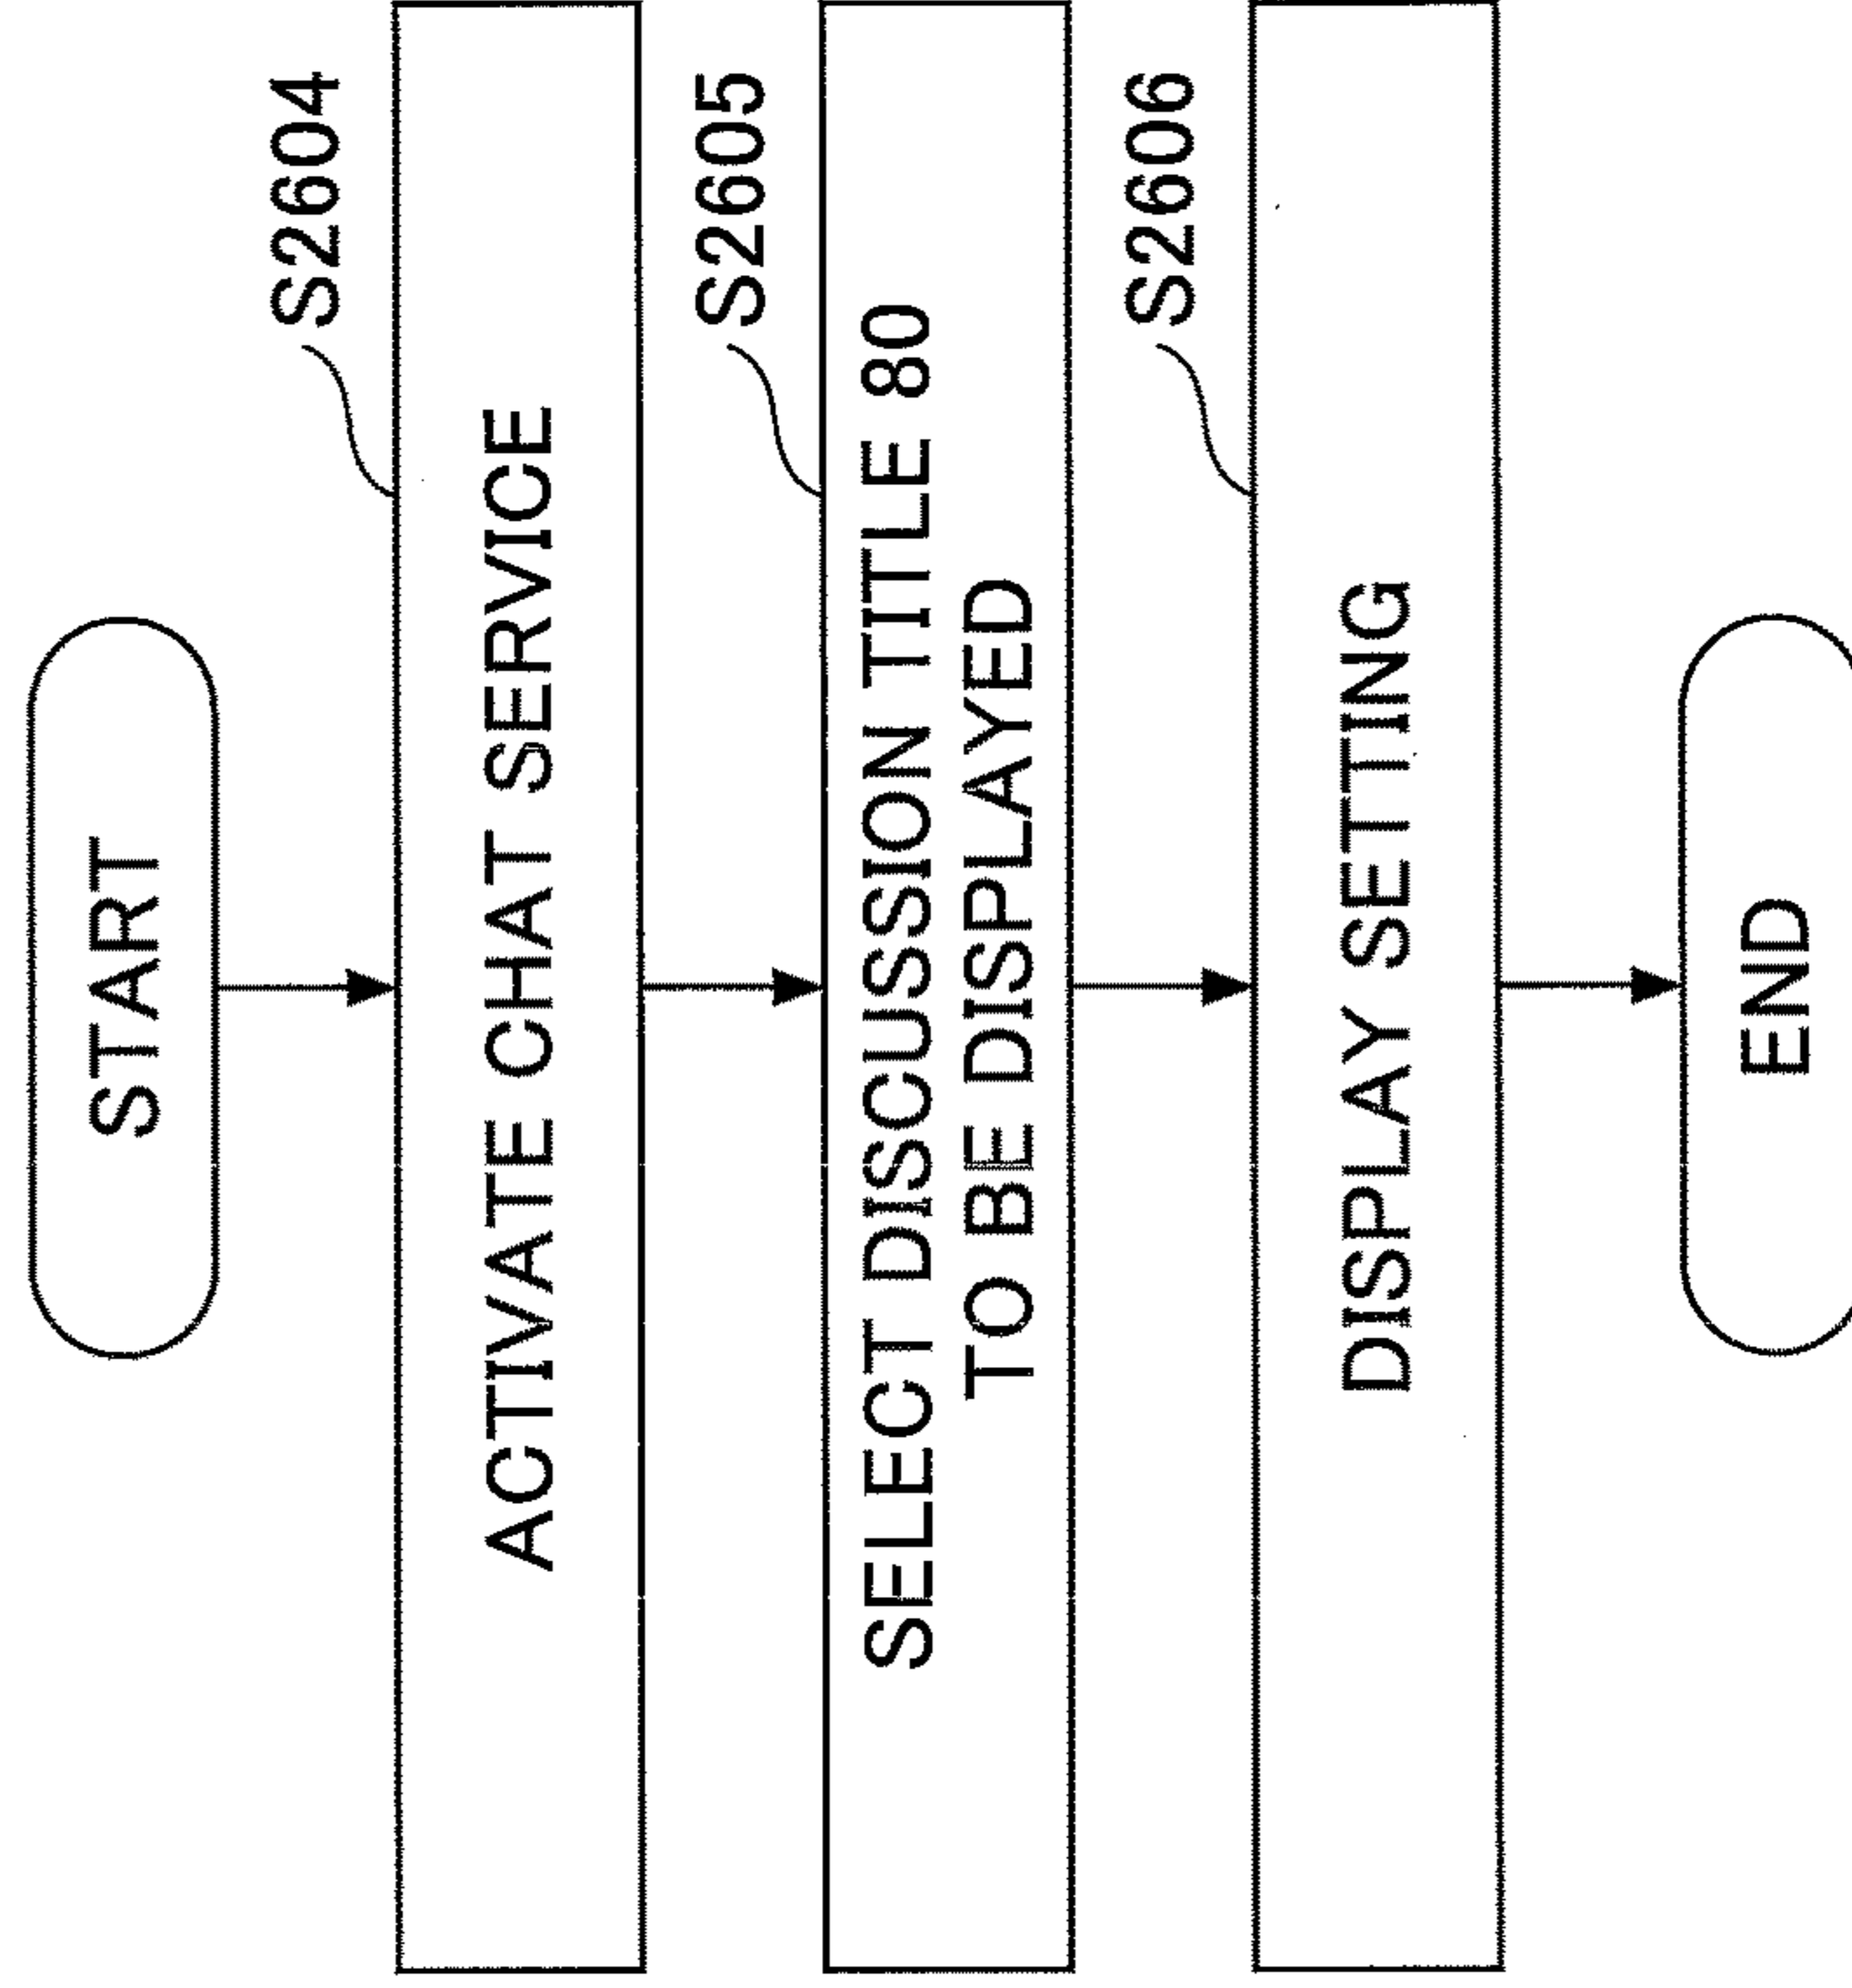 START
S2604
ACTIVATE CHAT SERVICE
S2605
SELECT DISCUSSION TITLE 80
TO BE DISPLAYED
S2606
DISPLAY SETTING
END